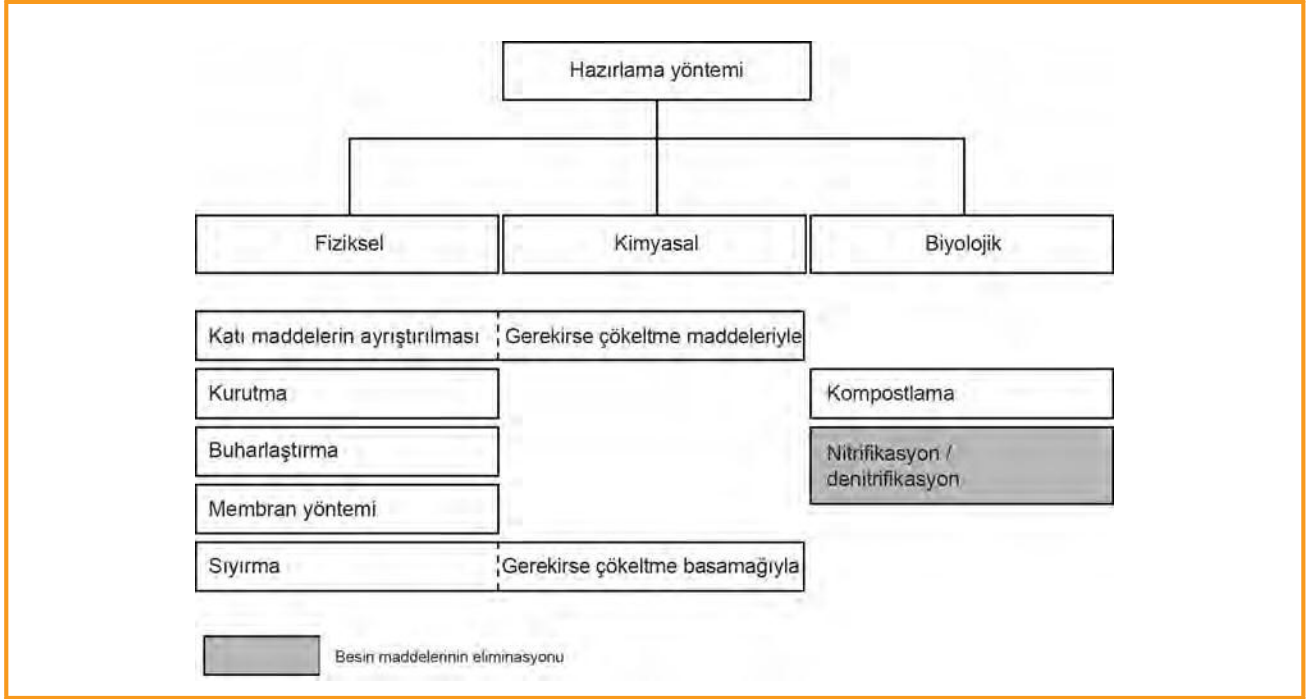 Hazırlama yöntemi
Fiziksel
Kimyasal
Biyolojik
Katı maddelerin ayrıştırılması
Gerekirse çökeltme maddeleriyle
Kurutma
Kompostlama
Buharlaştırma
Nitrifikasyon /
denitrifikasyon
Membran yöntemi
Sıyırma
Gerekirse çökeltme basamağıyla
Besin maddelerinin eliminasyonu